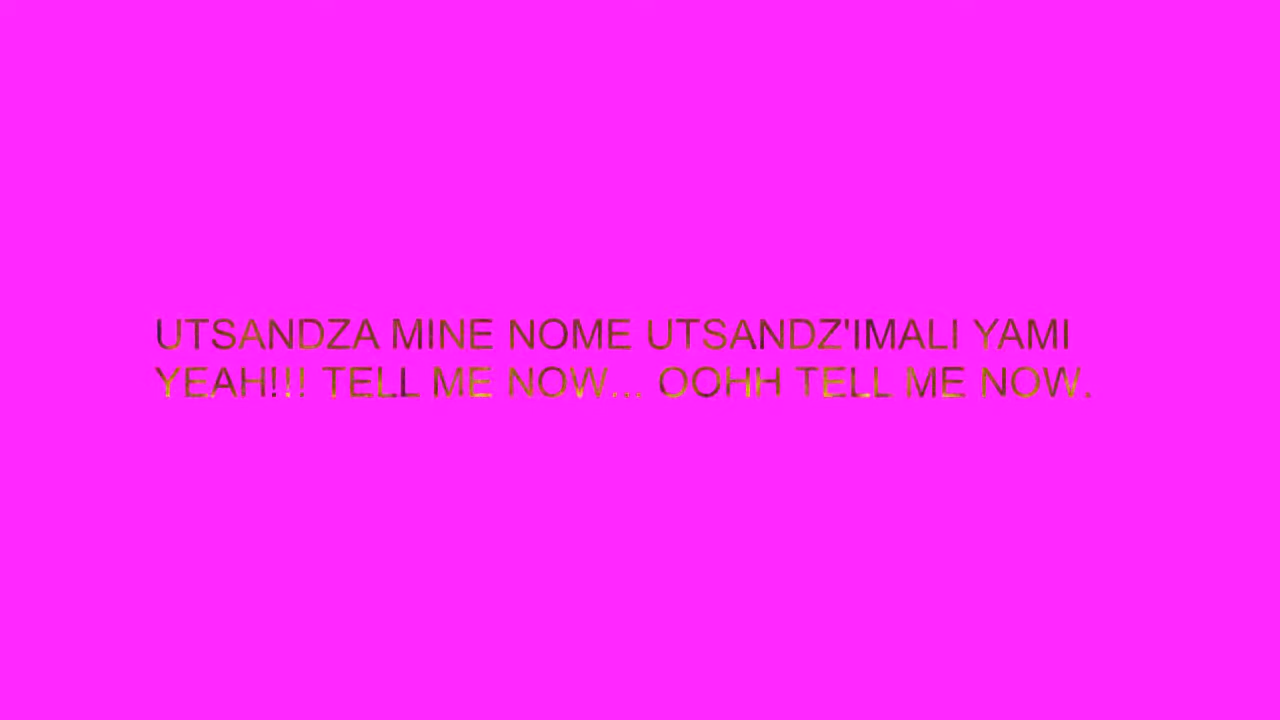 UTSANDZA MINE NOME UTSANDZ'IMALI YAMI
YEAH!!! TELL ME NOW... OOHH TELL ME NOW.